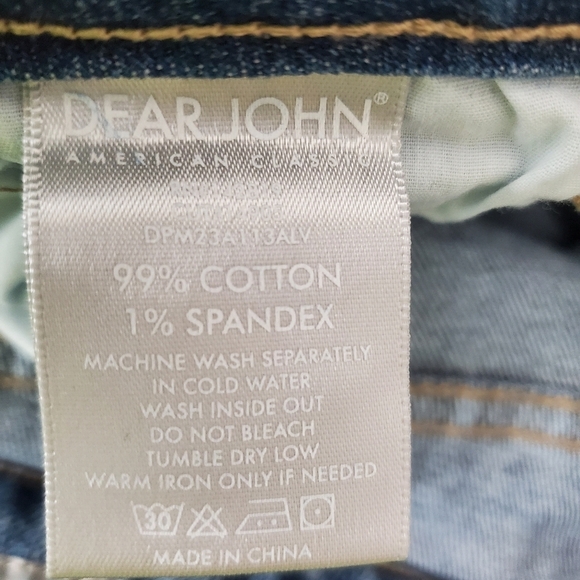 DEAR JOHN®
AMERICAN CLASSIC
DPM23A113ALV
99% COTTON
1% SPANDEX
MACHINE WASH SEPARATELY
IN COLD WATER
WASH INSIDE OUT
DO NOT BLEACH
TUMBLE DRY LOW
WARM IRON ONLY IF NEEDED
30
MADE IN CHINA